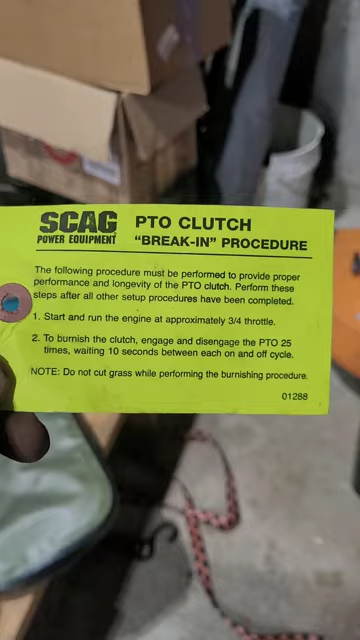 SCAG
POWER EQUIPMENT
PTO CLUTCH
"BREAK-IN" PROCEDURE
The following procedure must be performed to provide proper
performance and longevity of the PTO clutch. Perform these
steps after all other setup procedures have been completed.
1. Start and run the engine at approximately 3/4 throttle.
2. To burnish the clutch, engage and disengage the PTO 25
times, waiting 10 seconds between each on and off cycle.
NOTE: Do not cut grass while performing the burnishing procedure.
01288